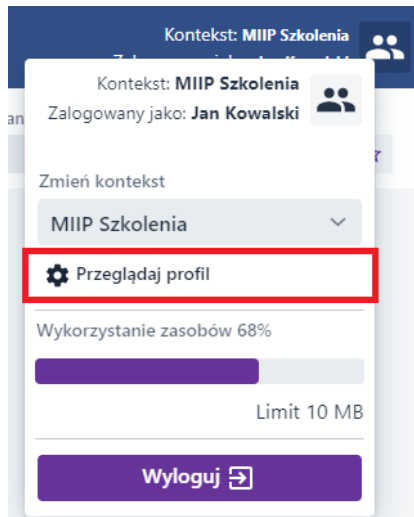 Kontekst: MIIP Szkolenia
Kontekst: MIIP Szkolenia
Zalogowany jako: Jan Kowalski
an
Zmień kontekst
MIIP Szkolenia
Przeglądaj profil
Wykorzystanie zasobów 68%
Limit 10 MB
Wyloguj